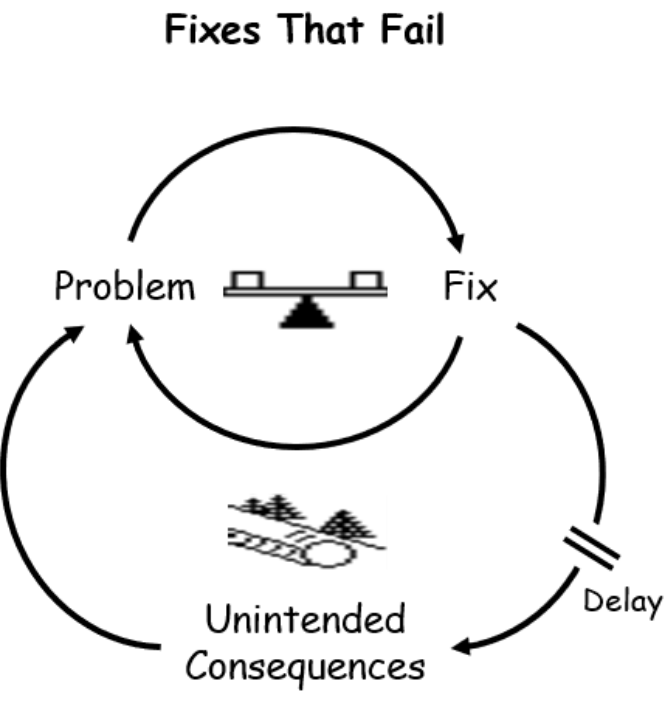 Fixes That Fail
Problem
Fix
Delay
Unintended
Consequences